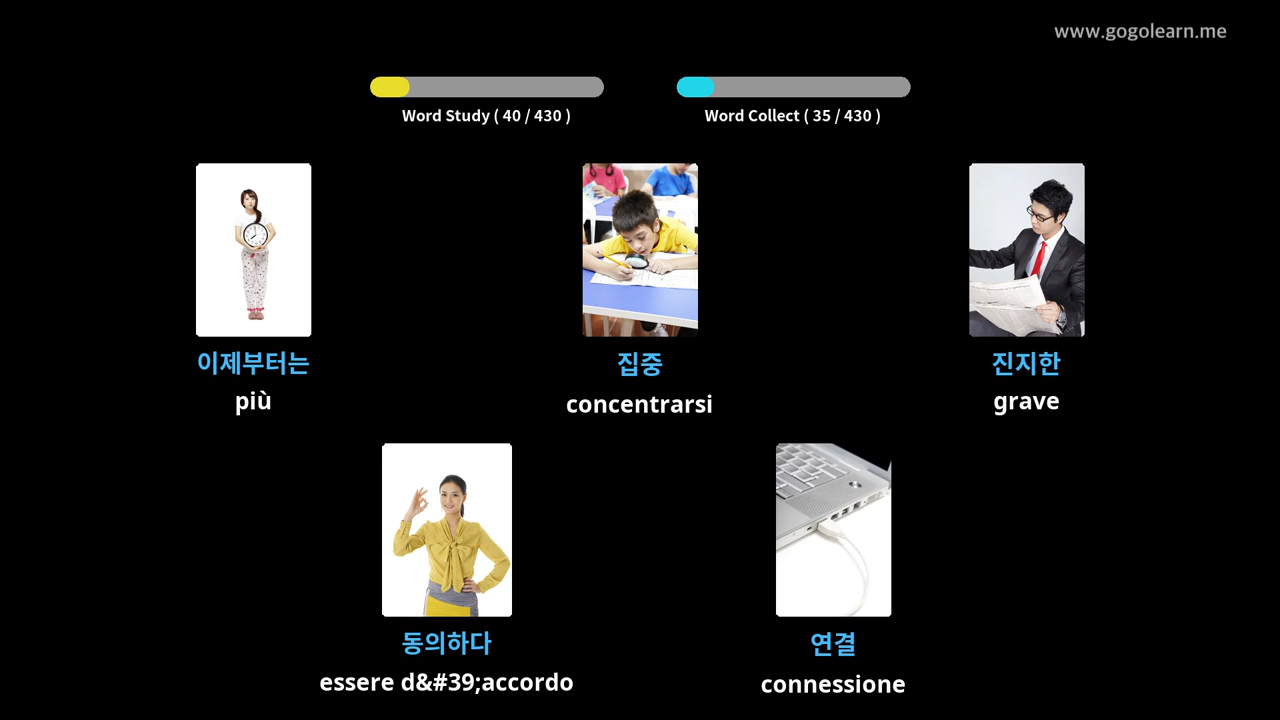 www.gogolearn.me
Word Study ( 40 / 430 )
Word Collect ( 35 / 430 )
이제부터는
più
집중
concentrarsi
진지한
grave
동의하다
essere d&#39;accordo
연결
connessione